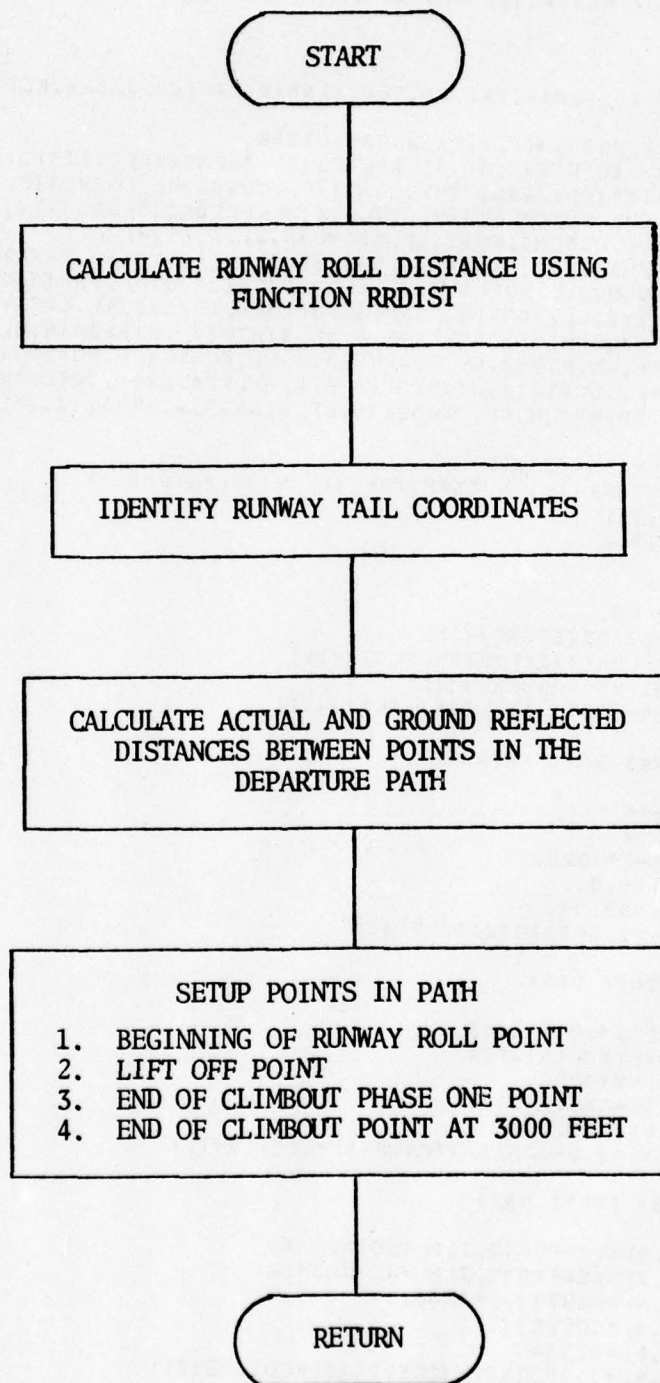 START
CALCULATE RUNWAY ROLL DISTANCE USING
FUNCTION RRDIST
IDENTIFY RUNWAY TAIL COORDINATES
CALCULATE ACTUAL AND GROUND REFLECTED
DISTANCES BETWEEN POINTS IN THE
DEPARTURE PATH
SETUP POINTS IN PATH
1. BEGINNING OF RUNWAY ROLL POINT
2. LIFT OFF POINT
3. END OF CLIMBOUT PHASE ONE POINT
4. END OF CLIMBOUT POINT AT 3000 FEET
RETURN